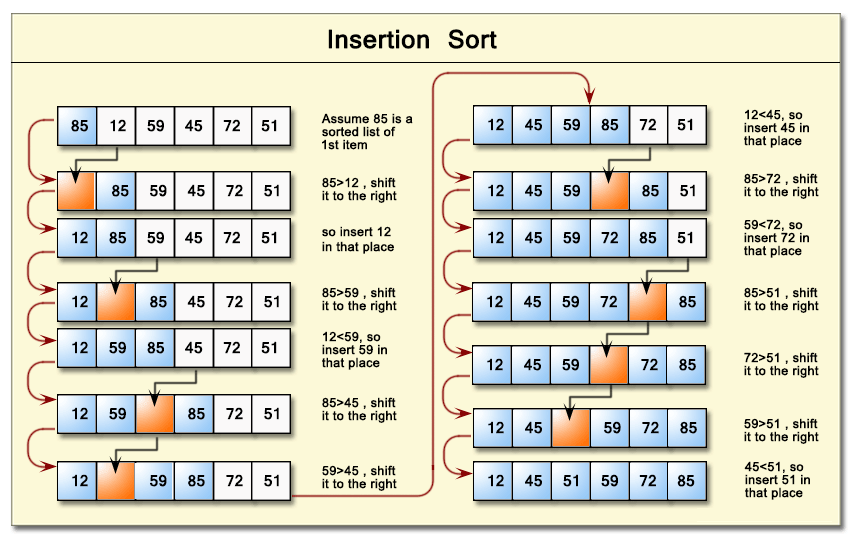 Insertion Sort
85 12 59 45 72 51
Assume 85 is a
sorted list of
1st item
85 59 45 72 51
85>12 , shift
it to the right
12 85 59 45 72 51
so insert 12
in that place
12 85 45 72 51
85>59 , shift
it to the right
12 59 85 45 72 51
12<59, so
insert 59 in
that place
12 59 85 72 51
85>45 , shift
it to the right
12 59 85 72 51
59>45 , shift
it to the right
12 45 59 85 72 51
12<45, so
insert 45 in
that place
12 45 59 85 51
85>72 , shift
it to the right
12 45 59 72 85 51
59<72, so
insert 72 in
that place
12 45 59 72 85
85>51 , shift
it to the right
12 45 59 72 85
72>51 , shift
it to the right
12 45 59 72 85
59>51 , shift
it to the right
12 45 51 59 72 85
45<51, so
insert 51 in
that place